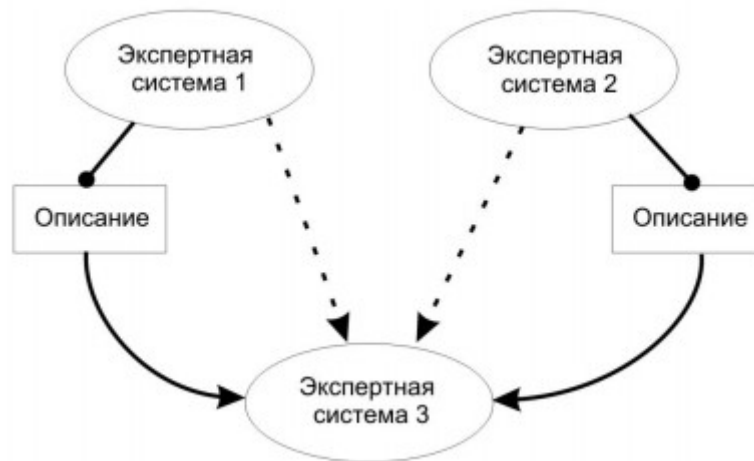 Экспертная
система 1
Экспертная
система 2
Описание
Описание
Экспертная
система 3